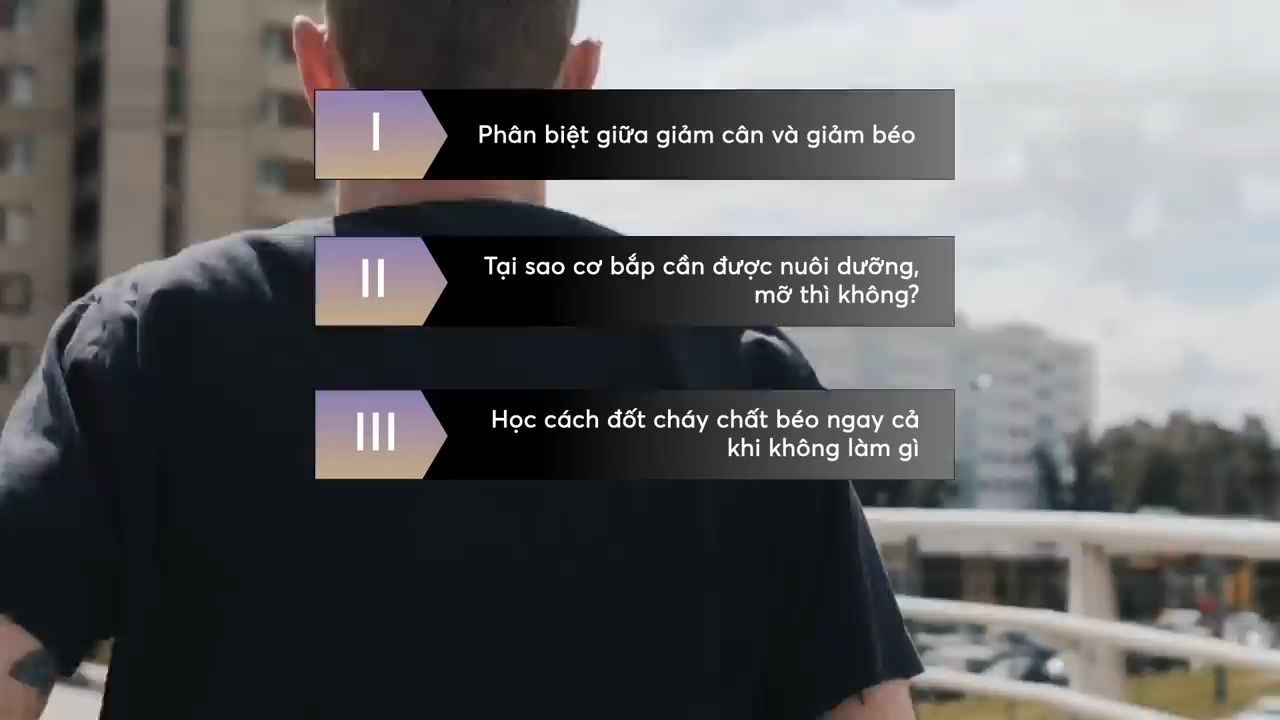 I
Phân biệt giữa giảm cân và giảm béo
II
Tại sao cơ bắp cần được nuôi dưỡng,
mỡ thì không?
III
Học cách đốt cháy chất béo ngay cả
khi không làm gì